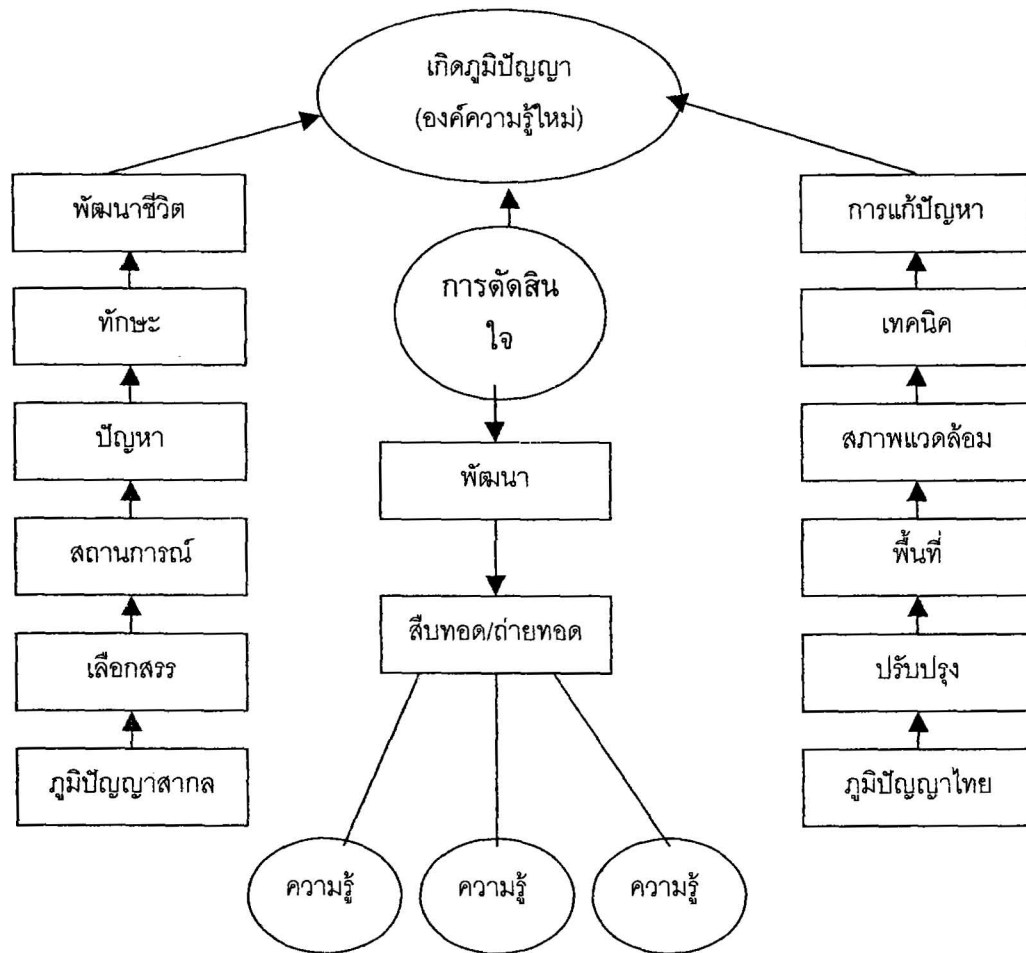 เกิดภูมิปัญญา
(องค์ความรู้ใหม่)
พัฒนาชีวิต
การแก้ปัญหา
การตัดสิน
ใจ
ทักษะ
เทคนิค
ปัญหา
สภาพแวดล้อม
พัฒนา
สถานการณ์
พื้นที่
สืบทอด/ถ่ายทอด
เลือกสรร
ปรับปรุง
ภูมิปัญญาสากล
ภูมิปัญญาไทย
ความรู้
ความรู้
ความรู้